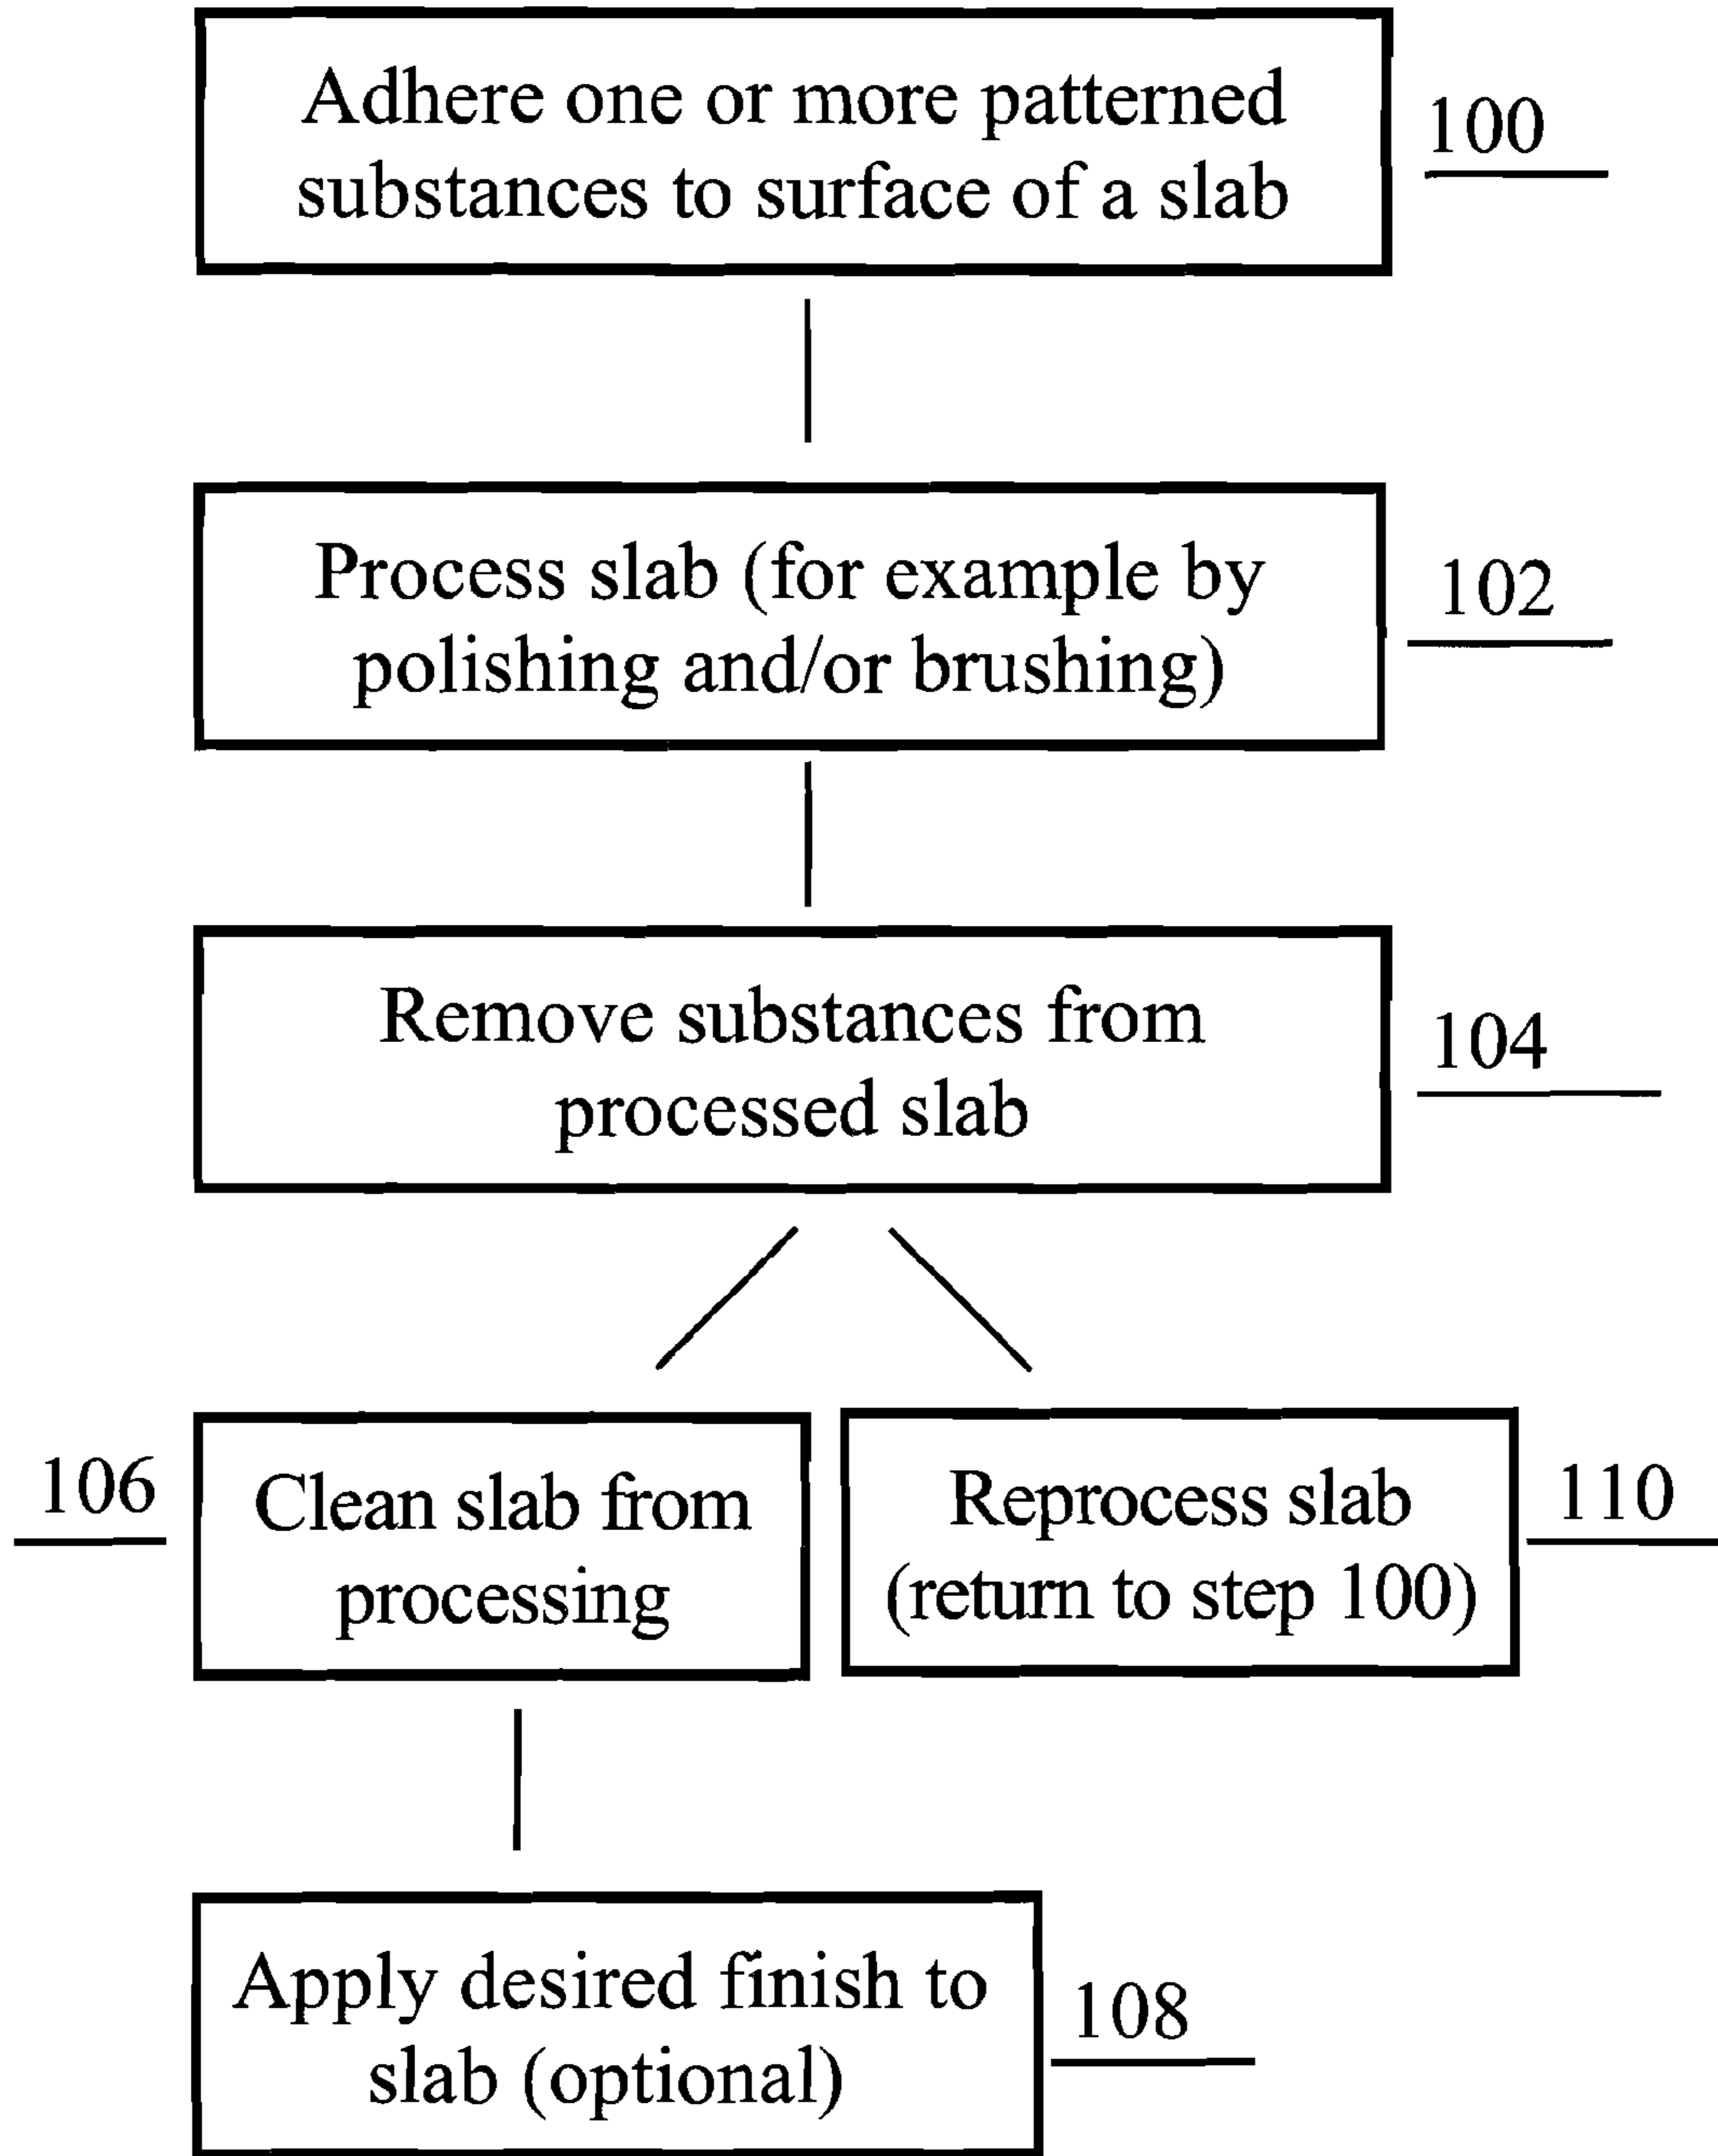 Adhere one or more patterned
substances to surface of a slab
100
Process slab (for example by
polishing and/or brushing)
102
Remove substances from
processed slab
104
106
Clean slab from
processing
Reprocess slab
(return to step 100)
110
Apply desired finish to
slab (optional)
108